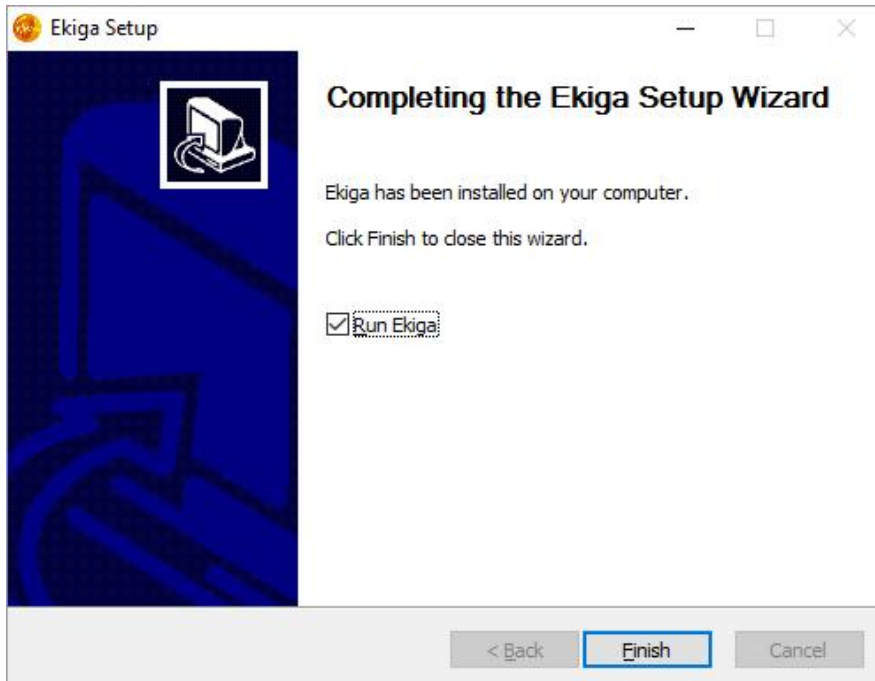 Ekiga Setup
Completing the Ekiga Setup Wizard
Ekiga has been installed on your computer.
Click Finish to close this wizard.
Run Ekiga
< Back
Finish
Cancel